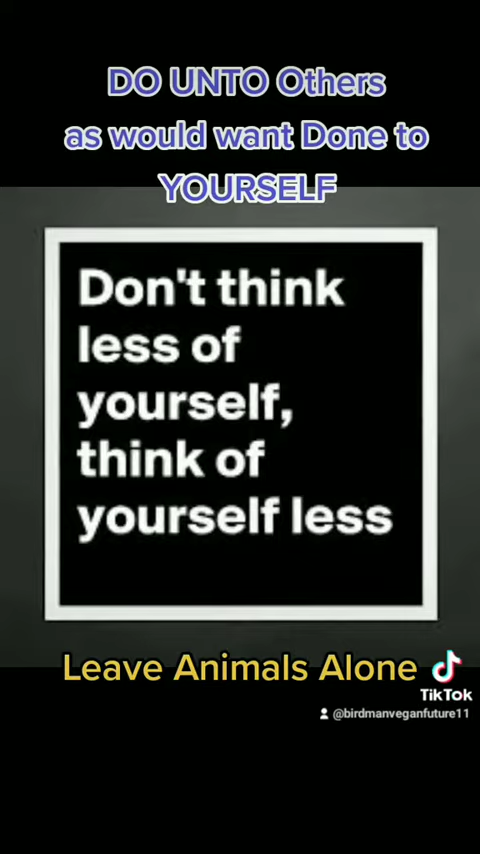 DO UNTO Others
as would want Done to
YOURSELF
Don't think
less of
yourself,
think of
yourself less
Leave Animals Alone
TikTok
@birdmanveganfuture11